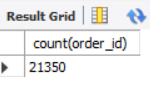 Result Grid
count(order_id)
21350